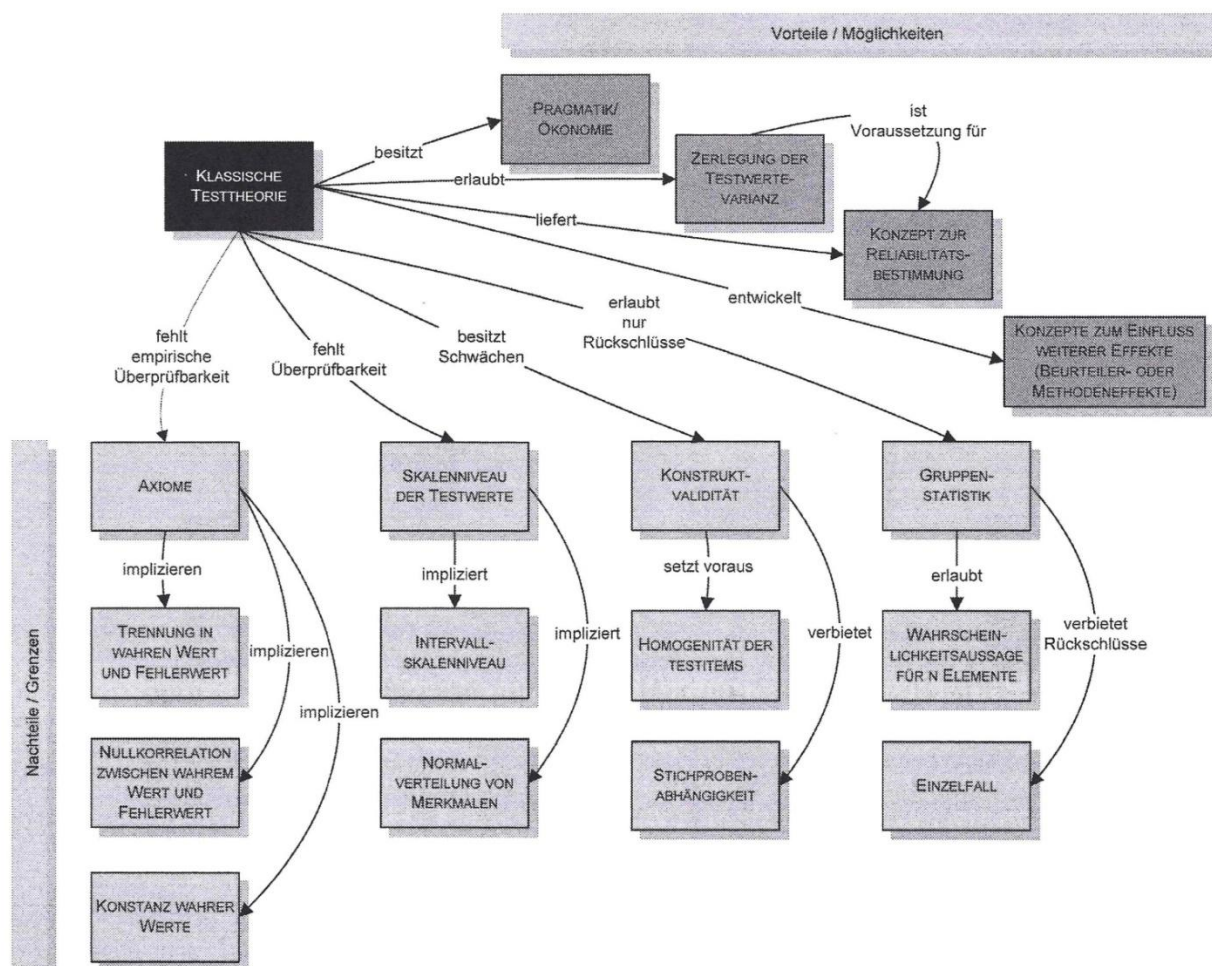 Vorteile / Möglichkeiten
PRAGMATIK/
ÖKONOMIE
ist
Voraussetzung für
besitzt
KLASSISCHE
TESTTHEORIE
erlaubt
ZERLEGUNG DER
TESTWERTE-
VARIANZ
liefert
KONZEPT ZUR
RELIABILITÄTS-
BESTIMMUNG
entwickelt
KONZEPTE ZUM EINFLUSS
WEITERER EFFEKTE
(BEURTEILER- ODER
METHODENEFFEKTE)
fehlt
empirische
Überprüfbarkeit
fehlt
Überprüfbarkeit
besitzt
Schwächen
erlaubt
nur
Rückschlüsse
Nachteile / Grenzen
AXIOME
SKALENNIVEAU
DER TESTWERTE
KONSTRUKT-
VALIDITÄT
GRUPPEN-
STATISTIK
implizieren
impliziert
setzt voraus
erlaubt
TRENNUNG IN
WAHREN WERT
UND FEHLERWERT
implizieren
INTERVALL-
SKALENNIVEAU
impliziert
HOMOGENITÄT DER
TESTITEMS
verbietet
WAHRSCHEIN-
LICHKEITSAUSSAGE
FÜR N ELEMENTE
verbietet
Rückschlüsse
implizieren
NULLKORRELATION
ZWISCHEN WAHREM
WERT UND
FEHLERWERT
NORMAL-
VERTEILUNG VON
MERKMALEN
STICHPROBEN-
ABHÄNGIGKEIT
EINZELFALL
KONSTANZ WAHRER
WERTE